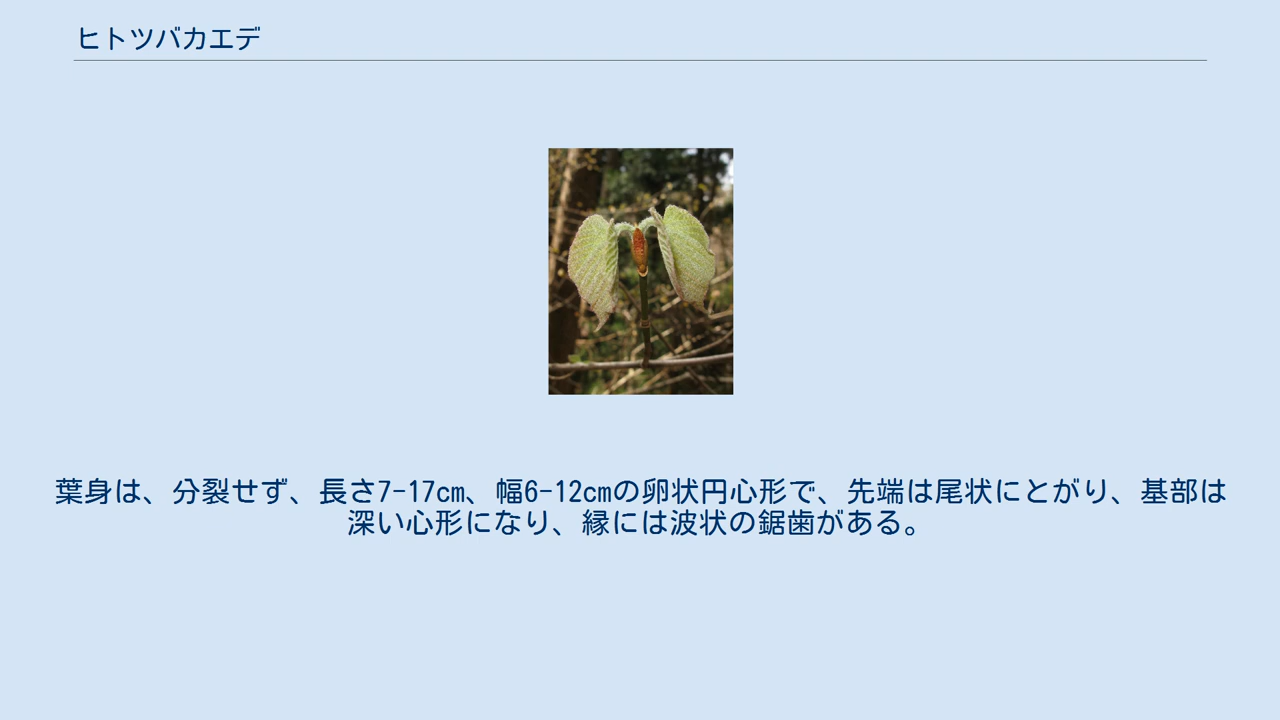 ヒトツバカエデ
葉身は、分裂せず、長さ7-17cm、幅6-12cmの卵状円心形で、先端は尾状にとがり、基部は
深い心形になり、縁には波状の鋸歯がある。